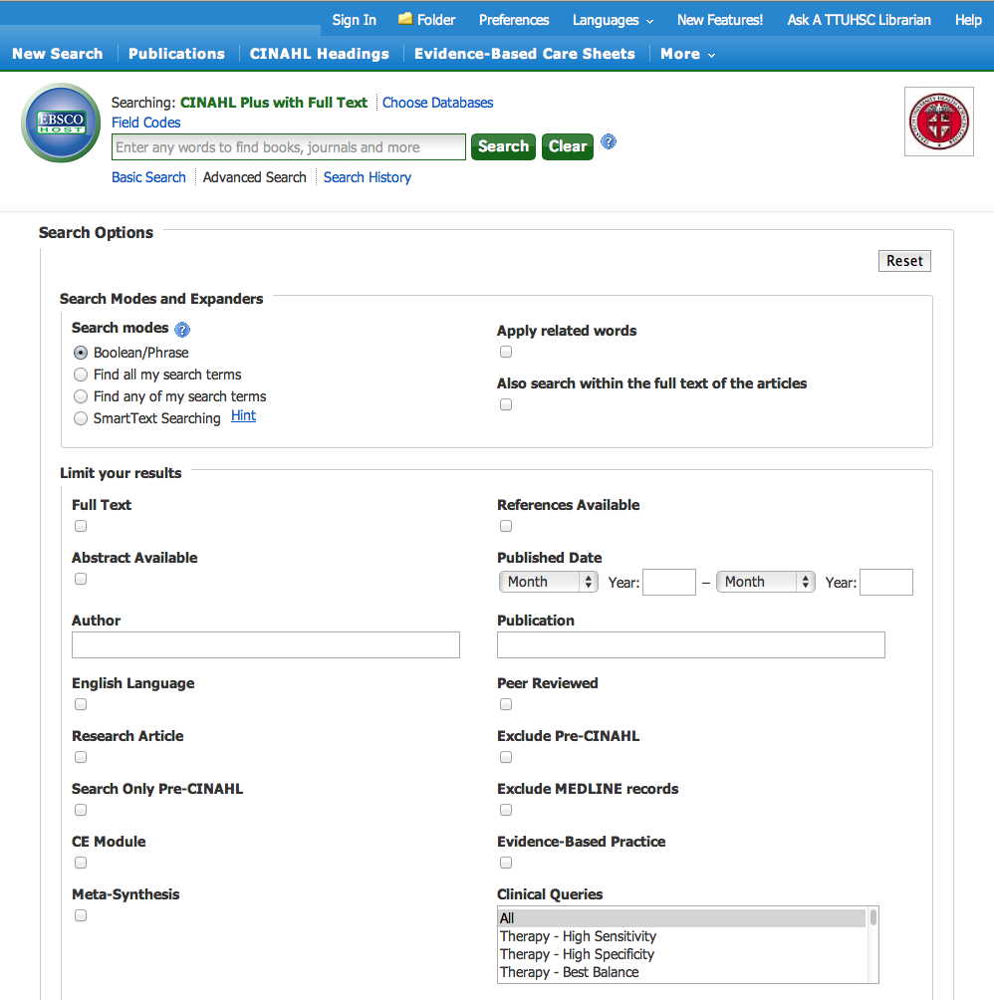 Sign In Folder Preferences Languages New Features! Ask A TTUHSC Librarian Help
New Search Publications CINAHL Headings Evidence-Based Care Sheets More
EBSCO
HOST
Searching: CINAHL Plus with Full Text Choose Databases
Field Codes
Enter any words to find books, journals and more Search Clear ?
Basic Search Advanced Search Search History
Search Options
Reset
Search Modes and Expanders
Search modes ?
Apply related words
Boolean/Phrase
Find all my search terms
Also search within the full text of the articles
Find any of my search terms
SmartText Searching Hint
Limit your results
Full Text References Available
Abstract Available Published Date
Month Year: – Month Year:
Author Publication
English Language Peer Reviewed
Research Article Exclude Pre-CINAHL
Search Only Pre-CINAHL Exclude MEDLINE records
CE Module Evidence-Based Practice
Meta-Synthesis Clinical Queries
All
Therapy - High Sensitivity
Therapy - High Specificity
Therapy - Best Balance